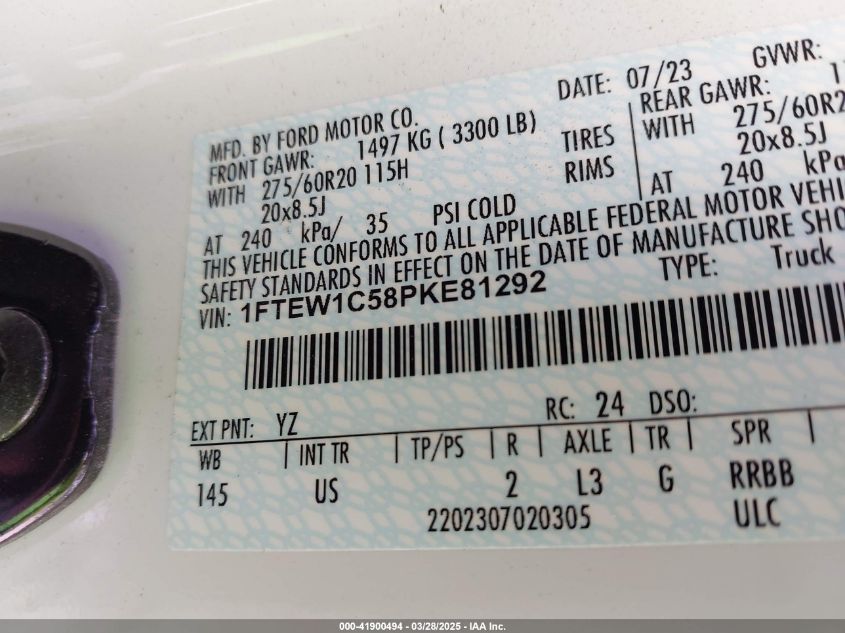 DATE: 07/23 GVWR:
MFD. BY FORD MOTOR CO.
FRONT GAWR: 1497 KG ( 3300 LB) REAR GAWR:
WITH 275/60R20 115H TIRES WITH 275/60R2
20x8.5J RIMS 20x8.5J
AT 240 kPa/ 35 PSI COLD AT 240 kPa
THIS VEHICLE CONFORMS TO ALL APPLICABLE FEDERAL MOTOR VEHI
SAFETY STANDARDS IN EFFECT ON THE DATE OF MANUFACTURE SHO
VIN: 1FTEW1C58PKE81292 TYPE: Truck
EXT PNT: YZ RC: 24 DSO:
WB | INT TR | TP/PS | R | AXLE | TR | SPR |
145 US 2 L3 G RRBB
2202307020305 ULC
000-41900494 — 03/28/2025 - IAA Inc.